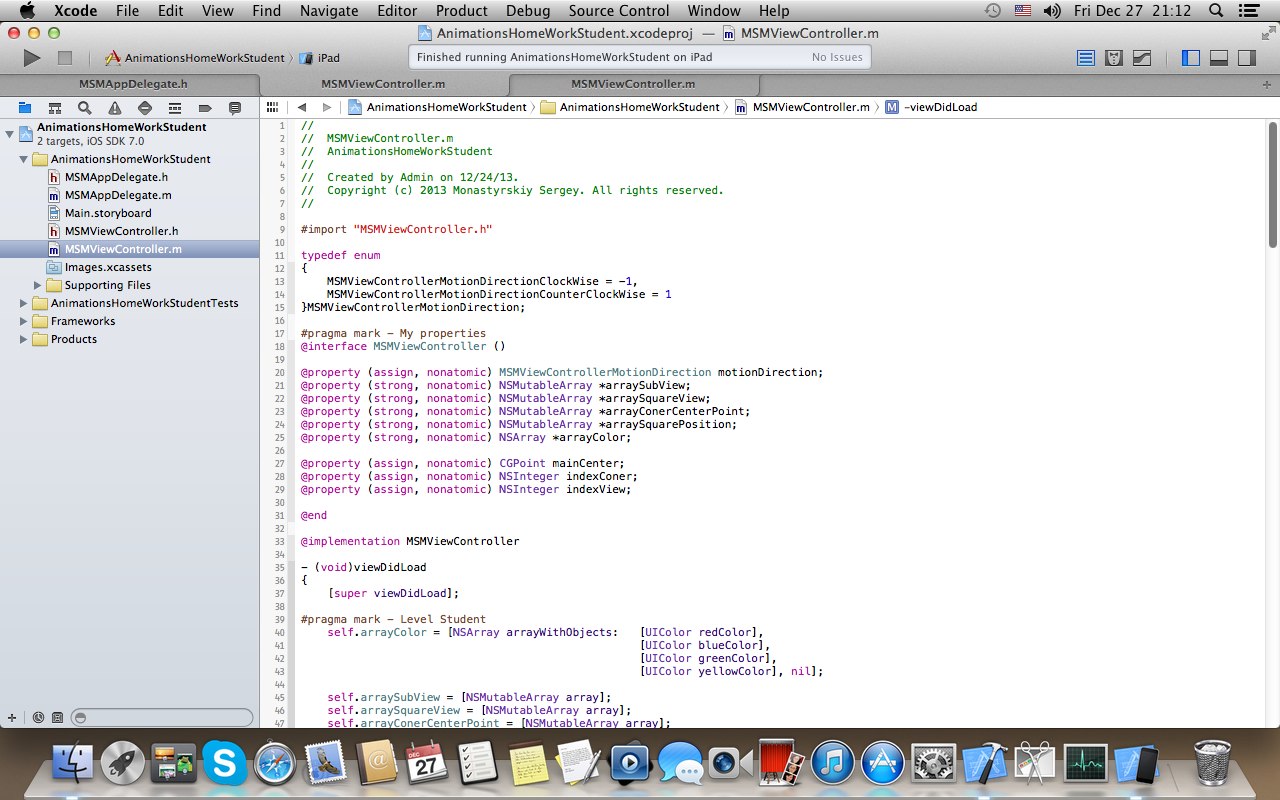 Xcode File Edit View Find Navigate Editor Product Debug Source Control Window Help Fri Dec 27 21:12
AnimationsHomeWorkStudent.xcodeproj — MSMViewController.m
AnimationsHomeWorkStudent iPad Finished running AnimationsHomeWorkStudent on iPad No Issues
MSMAppDelegate.h MSMViewController.m MSMViewController.m
AnimationsHomeWorkStudent AnimationsHomeWorkStudent MSMViewController.m M -viewDidLoad
AnimationsHomeWorkStudent
2 targets, iOS SDK 7.0
AnimationsHomeWorkStudent
h MSMAppDelegate.h
m MSMAppDelegate.m
Main.storyboard
h MSMViewController.h
m MSMViewController.m
Images.xcassets
Supporting Files
AnimationsHomeWorkStudentTests
Frameworks
Products
1 //
2 // MSMViewController.m
3 // AnimationsHomeWorkStudent
4 //
5 // Created by Admin on 12/24/13.
6 // Copyright (c) 2013 Monastyrskiy Sergey. All rights reserved.
7 //
8
9 #import "MSMViewController.h"
10
11 typedef enum
12 {
13 MSMViewControllerMotionDirectionClockWise = -1,
14 MSMViewControllerMotionDirectionCounterClockWise = 1
15 }MSMViewControllerMotionDirection;
16
17 #pragma mark - My properties
18 @interface MSMViewController ()
19
20 @property (assign, nonatomic) MSMViewControllerMotionDirection motionDirection;
21 @property (strong, nonatomic) NSMutableArray *arraySubView;
22 @property (strong, nonatomic) NSMutableArray *arraySquareView;
23 @property (strong, nonatomic) NSMutableArray *arrayConerCenterPoint;
24 @property (strong, nonatomic) NSMutableArray *arraySquarePosition;
25 @property (strong, nonatomic) NSArray *arrayColor;
26
27 @property (assign, nonatomic) CGPoint mainCenter;
28 @property (assign, nonatomic) NSInteger indexConer;
29 @property (assign, nonatomic) NSInteger indexView;
30
31 @end
32
33 @implementation MSMViewController
34
35 - (void)viewDidLoad
36 {
37 [super viewDidLoad];
38
39 #pragma mark - Level Student
40 self.arrayColor = [NSArray arrayWithObjects: [UIColor redColor],
41 [UIColor blueColor],
42 [UIColor greenColor],
43 [UIColor yellowColor], nil];
44
45 self.arraySubView = [NSMutableArray array];
46 self.arraySquareView = [NSMutableArray array];
47 self.arrayConerCenterPoint = [NSMutableArray array];
DEC
27